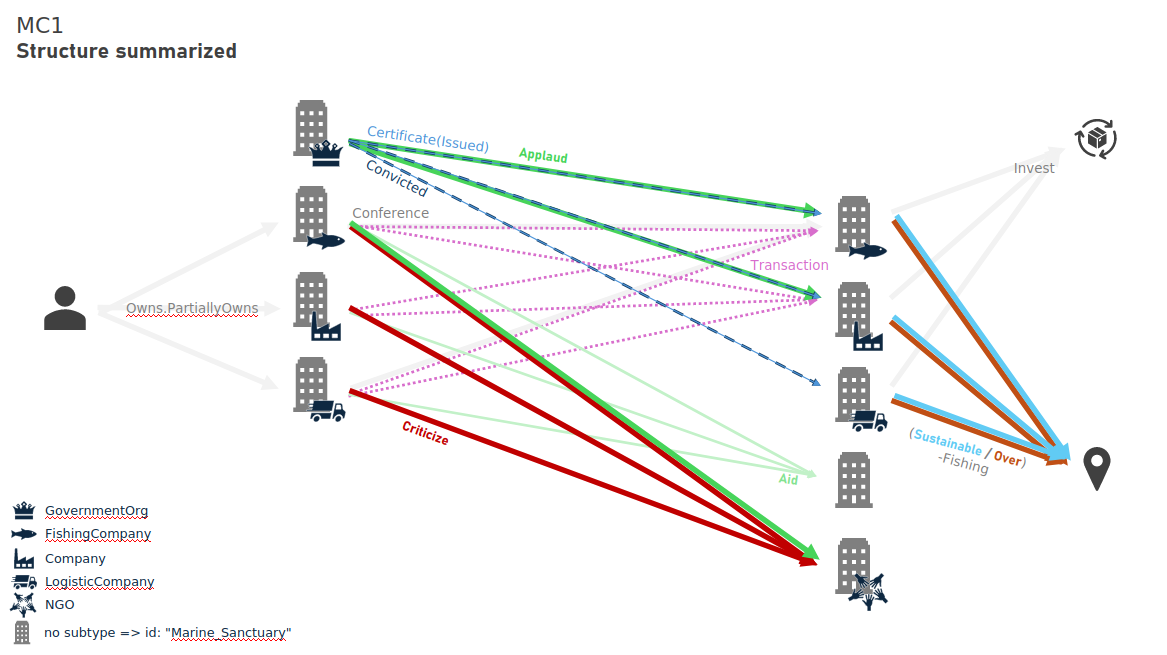 MC1
Structure summarized
Certificate(Issued)
Applaud
Convicted
Conference
Invest
Transaction
Owns.PartiallyOwns
Criticize
(Sustainable / Over)
-Fishing
Aid
GovernmentOrg
FishingCompany
Company
LogisticCompany
NGO
no subtype => id: "Marine_Sanctuary"